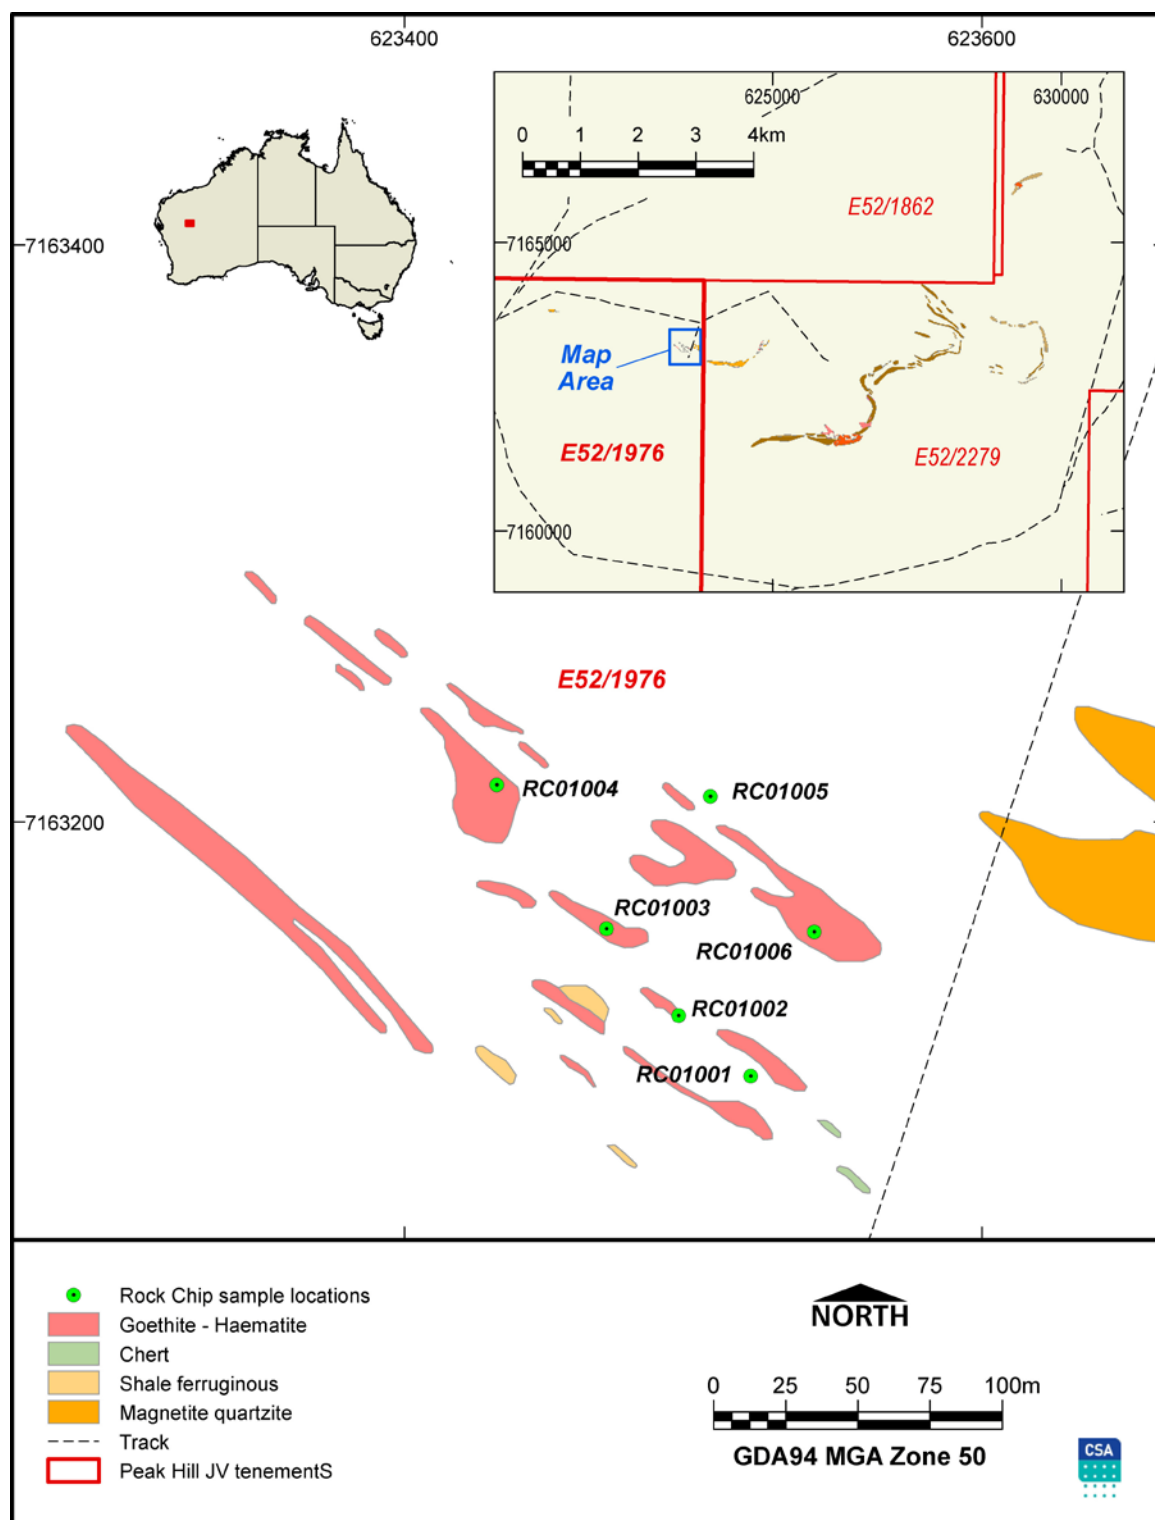 623400
623600
625000
630000
0 1 2 3 4km
E52/1862
7163400
7165000
Map
Area
E52/1976
E52/2279
7160000
E52/1976
RC01004
RC01005
7163200
RC01003
RC01006
RC01002
RC01001
Rock Chip sample locations
Goethite - Haematite
Chert
Shale ferruginous
Magnetite quartzite
Track
Peak Hill JV tenementS
NORTH
0 25 50 75 100m
GDA94 MGA Zone 50
CSA